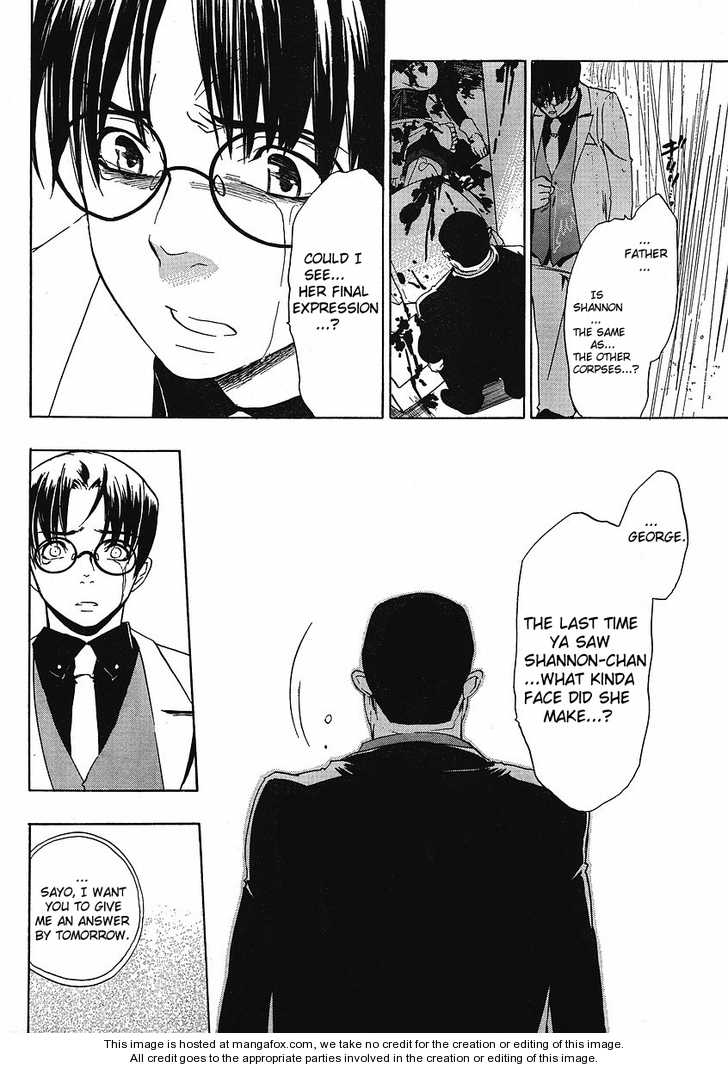 ...
FATHER
...
IS
SHANNON
...
THE SAME
AS...
THE OTHER
CORPSES...?
COULD I
SEE...
HER FINAL
EXPRESSION
...?
...
GEORGE.
THE LAST TIME
YA SAW
SHANNON-CHAN
...WHAT KINDA
FACE DID SHE
MAKE...?
...
SAYO, I WANT
YOU TO GIVE
ME AN ANSWER
BY TOMORROW.
This image is hosted at mangafox.com, we take no credit for the creation or editing of this image.
All credit goes to the appropriate parties involved in the creation or editing of this image.